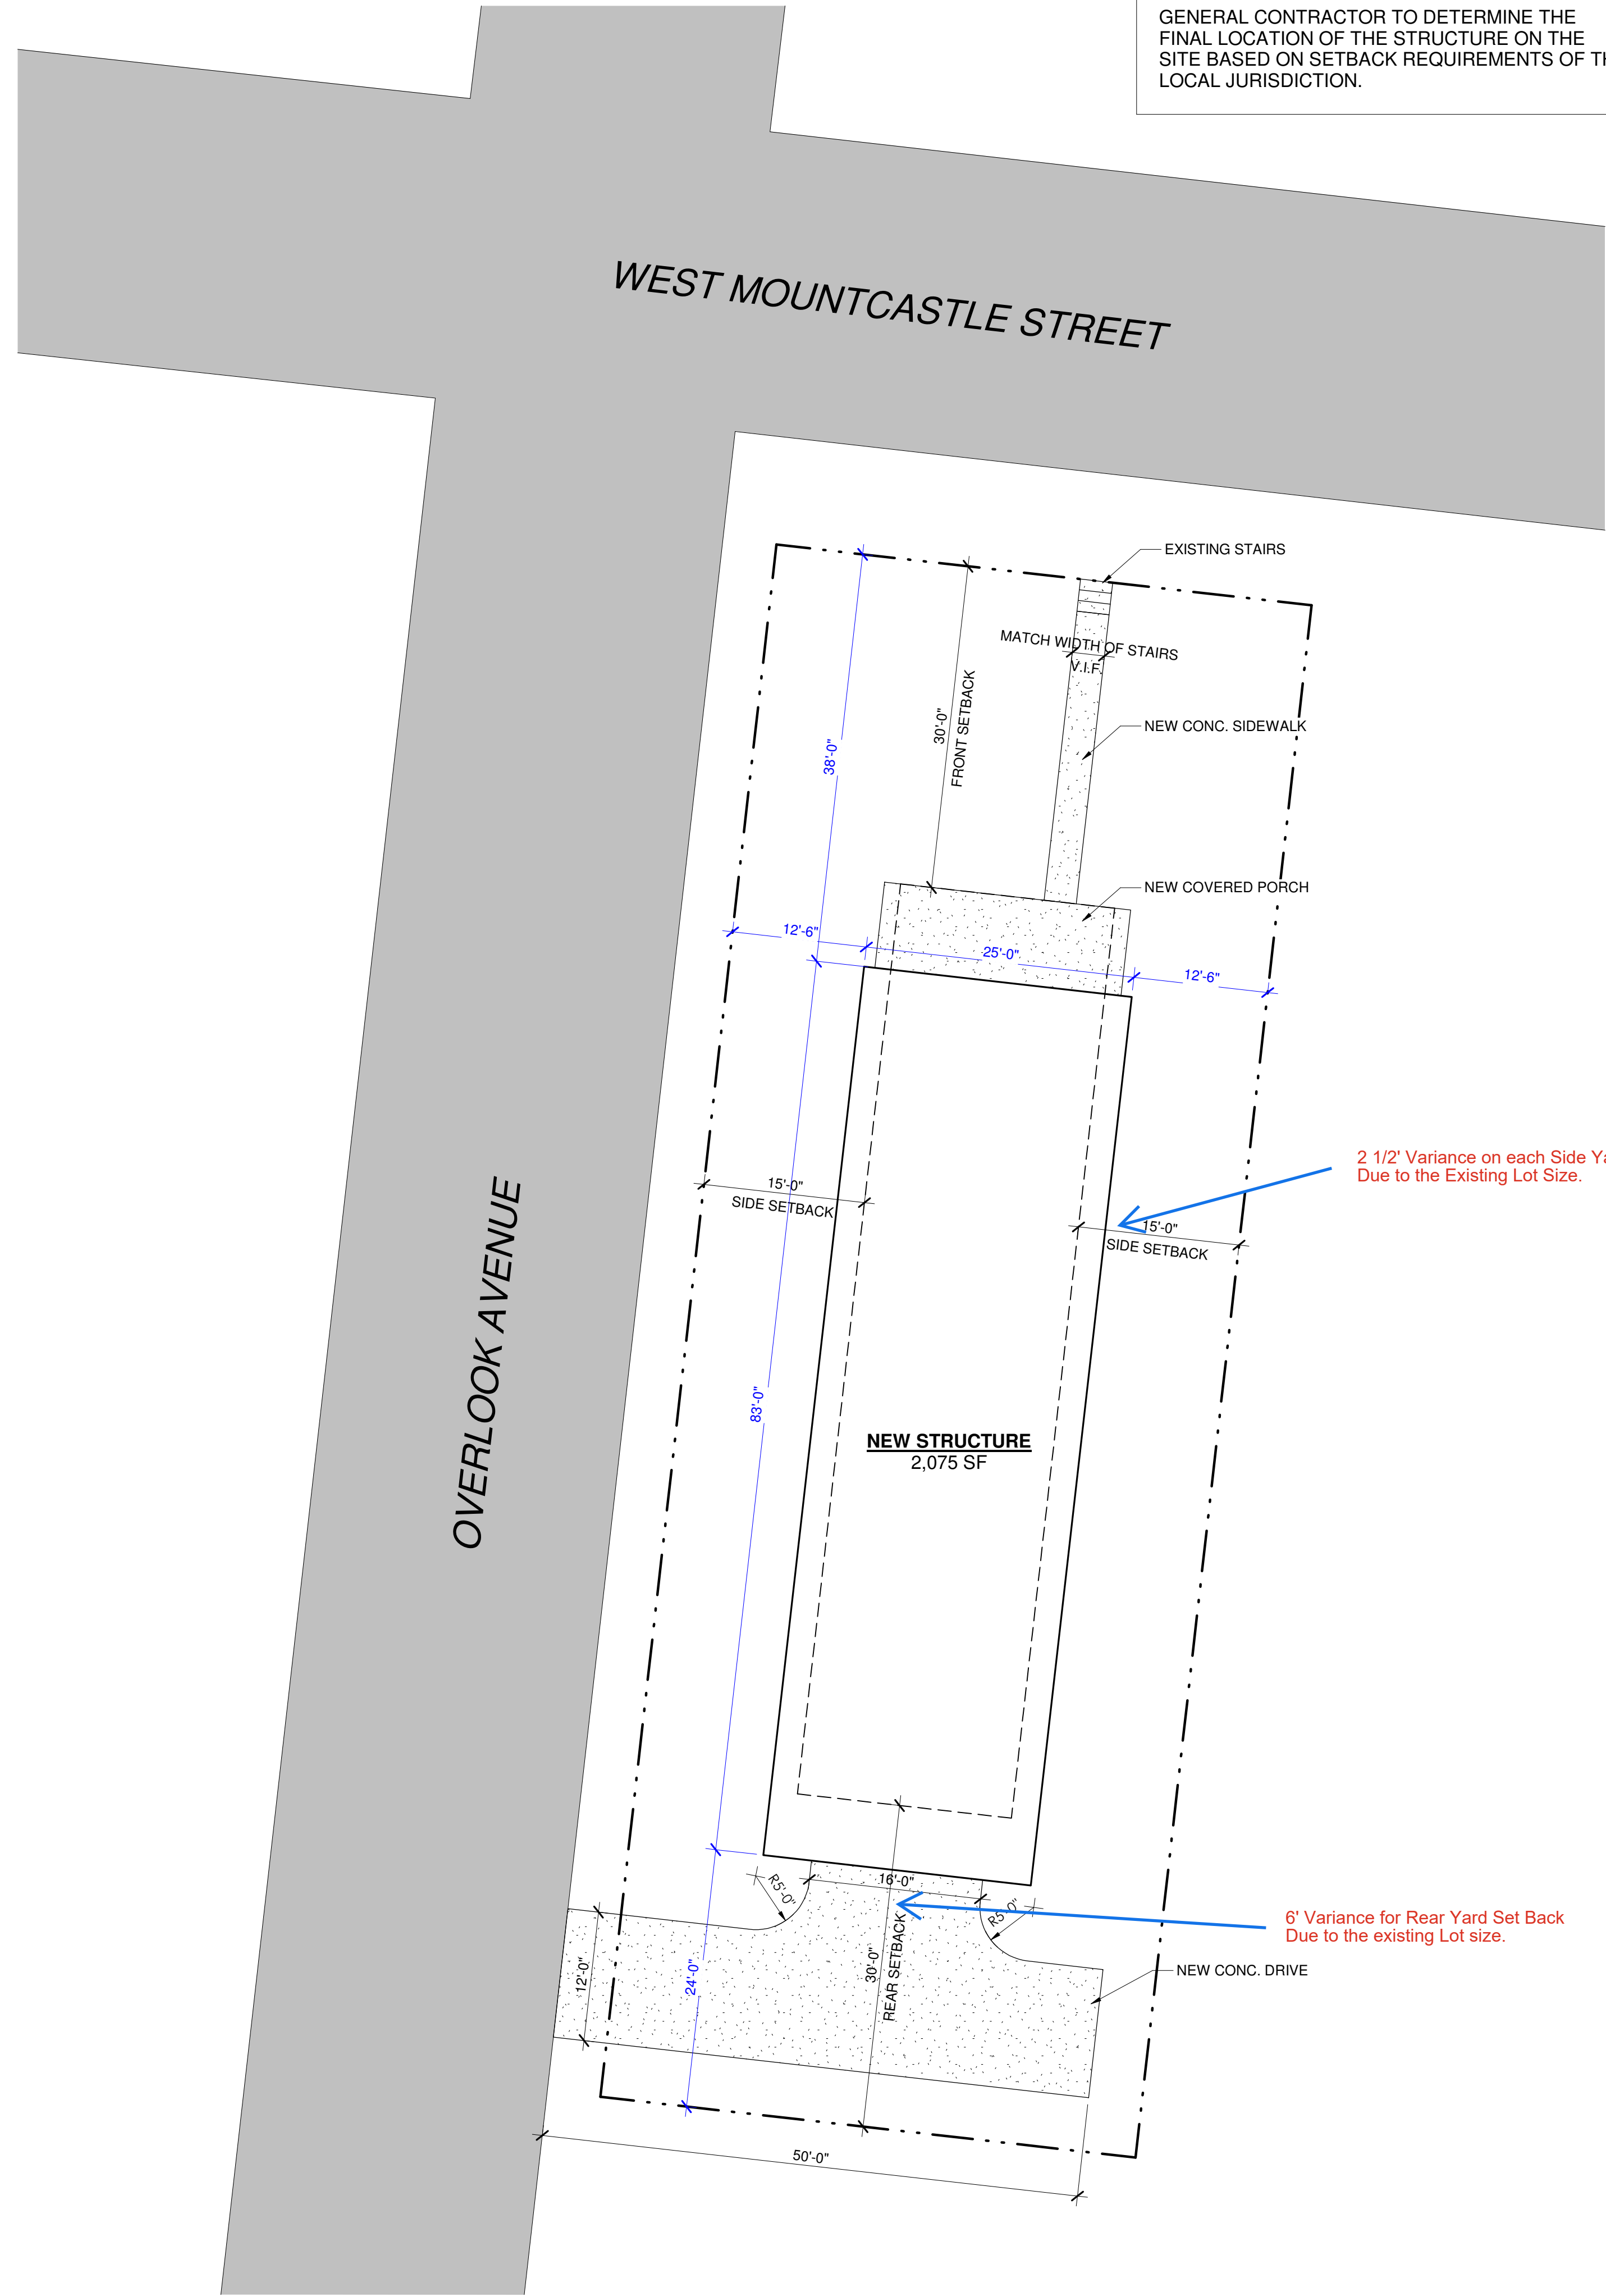 GENERAL CONTRACTOR TO DETERMINE THE
FINAL LOCATION OF THE STRUCTURE ON THE
SITE BASED ON SETBACK REQUIREMENTS OF
LOCAL JURISDICTION.
WEST MOUNTCASTLE STREET
EXISTING STAIRS
MATCH WIDTH OF STAIRS
V.I.F.
38'-0"
30'-0"
FRONT SETBACK
NEW CONC. SIDEWALK
NEW COVERED PORCH
12'-6"
25'-0"
12'-6"
2 1/2' Variance on each Side
Due to the Existing Lot Size.
15'-0"
SIDE SETBACK
15'-0"
SIDE SETBACK
OVERLOOK AVENUE
83'-0"
NEW STRUCTURE
2,075 SF
16'-0"
R5'-0"
R5'-0"
6' Variance for Rear Yard Set Back
Due to the existing Lot size.
12'-0"
24'-0"
30'-0"
REAR SETBACK
NEW CONC. DRIVE
50'-0"